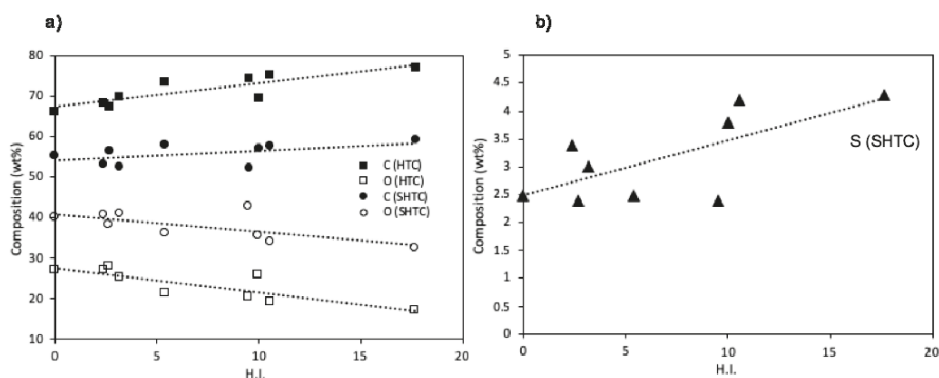 a)
b)
Composition (wt%)
80
70
60
50
40
30
20
10
0
5
10
15
20
H.I.
C (HTC)
O (HTC)
C (SHTC)
O (SHTC)
Composition (wt%)
5
4.5
4
3.5
3
2.5
2
1.5
1
0.5
0
0
5
10
15
20
H.I.
S (SHTC)